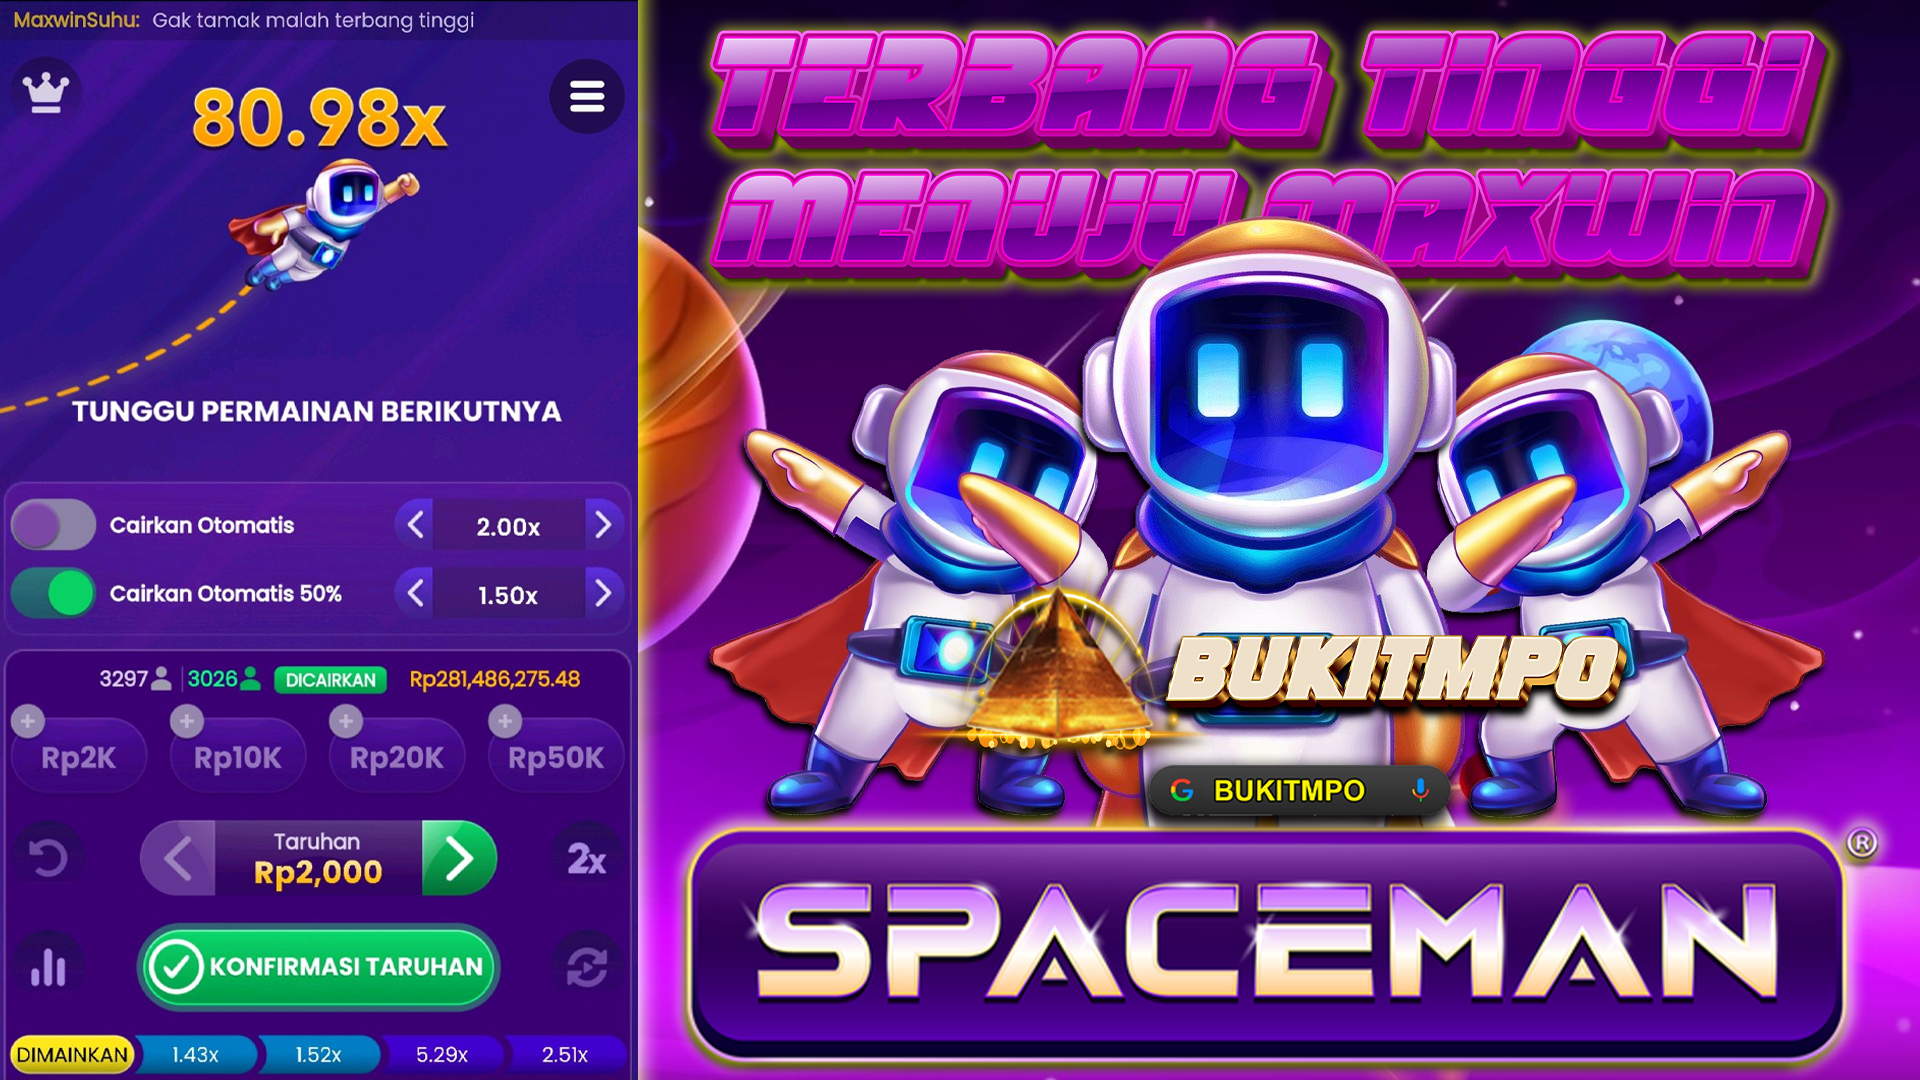 MaxwinSuhu: Gak tamak malah terbang tinggi
80.98x
TUNGGU PERMAINAN BERIKUTNYA
Cairkan Otomatis 2.00x
Cairkan Otomatis 50% 1.50x
3297 3026 DICAIRKAN Rp281,486,275.48
Rp2K Rp10K Rp20K Rp50K
Taruhan
Rp2,000
2x
KONFIRMASI TARUHAN
DIMAINKAN 1.43x 1.52x 5.29x 2.51x
TERBANG TINGGI
MENUJU MAXWIN
BUKITMPO
G BUKITMPO
SPACEMAN ®